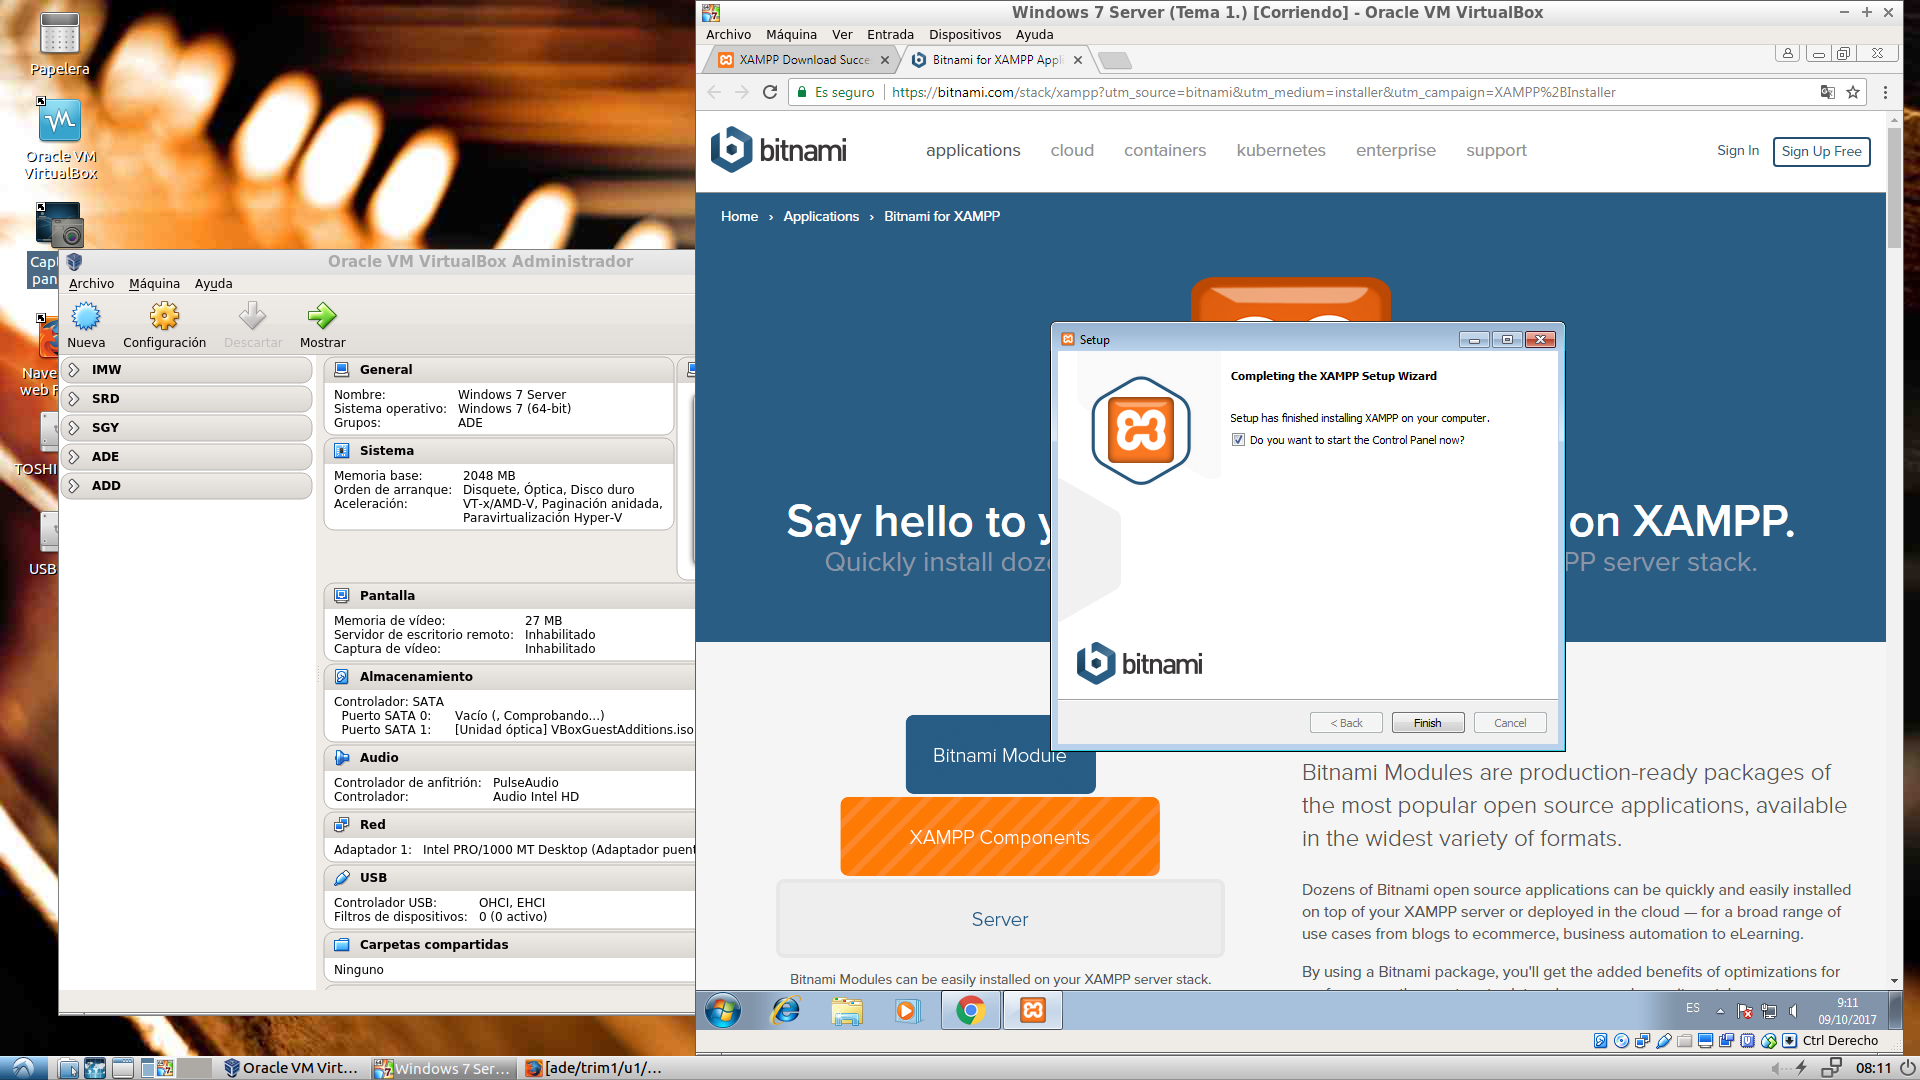 Papelera
Oracle VM
VirtualBox
Windows 7 Server (Tema 1.) [Corriendo] - Oracle VM VirtualBox
Archivo Máquina Ver Entrada Dispositivos Ayuda
XAMPP Download Succe
Bitnami for XAMPP Appli
Es seguro
https://bitnami.com/stack/xampp?utm_source=bitnami&utm_medium=installer&utm_campaign=XAMPP%2BInstaller
bitnami
applications cloud containers kubernetes enterprise support
Sign In
Sign Up Free
Home › Applications › Bitnami for XAMPP
Say hello to y
on XAMPP.
Quickly install doze
PP server stack.
Setup
Completing the XAMPP Setup Wizard
Setup has finished installing XAMPP on your computer.
Do you want to start the Control Panel now?
bitnami
< Back
Finish
Cancel
Bitnami Module
XAMPP Components
Server
Bitnami Modules can be easily installed on your XAMPP server stack.
Bitnami Modules are production-ready packages of
the most popular open source applications, available
in the widest variety of formats.
Dozens of Bitnami open source applications can be quickly and easily installed
on top of your XAMPP server or deployed in the cloud — for a broad range of
use cases from blogs to ecommerce, business automation to eLearning.
By using a Bitnami package, you'll get the added benefits of optimizations for
ES
9:11
09/10/2017
Ctrl Derecho
Capt
pan
Nave
web F
TOSHI
USB
Oracle VM VirtualBox Administrador
Archivo Máquina Ayuda
Nueva
Configuración
Descartar
Mostrar
IMW
SRD
SGY
ADE
ADD
General
Nombre: Windows 7 Server
Sistema operativo: Windows 7 (64-bit)
Grupos: ADE
Sistema
Memoria base: 2048 MB
Orden de arranque: Disquete, Óptica, Disco duro
Aceleración: VT-x/AMD-V, Paginación anidada,
Paravirtualización Hyper-V
Pantalla
Memoria de vídeo: 27 MB
Servidor de escritorio remoto: Inhabilitado
Captura de vídeo: Inhabilitado
Almacenamiento
Controlador: SATA
Puerto SATA 0: Vacío (, Comprobando...)
Puerto SATA 1: [Unidad óptica] VBoxGuestAdditions.iso
Audio
Controlador de anfitrión: PulseAudio
Controlador: Audio Intel HD
Red
Adaptador 1: Intel PRO/1000 MT Desktop (Adaptador puent
USB
Controlador USB: OHCI, EHCI
Filtros de dispositivos: 0 (0 activo)
Carpetas compartidas
Ninguno
Oracle VM Virt...
Windows 7 Ser...
[ade/trim1/u1/...
08:11